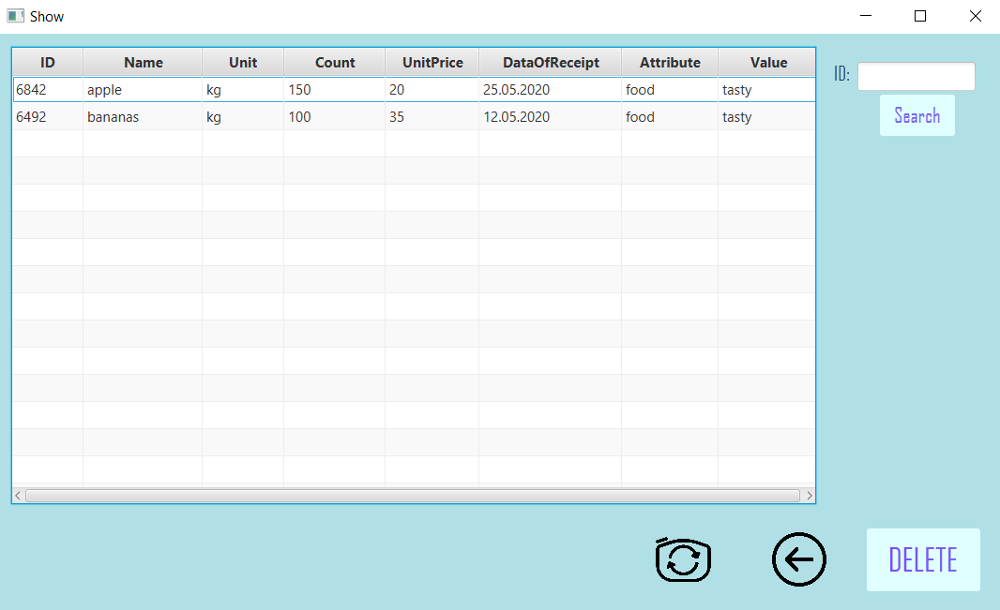 Show
ID Name Unit Count UnitPrice DataOfReceipt Attribute Value
6842 apple kg 150 20 25.05.2020 food tasty
6492 bananas kg 100 35 12.05.2020 food tasty
ID:
Search
DELETE